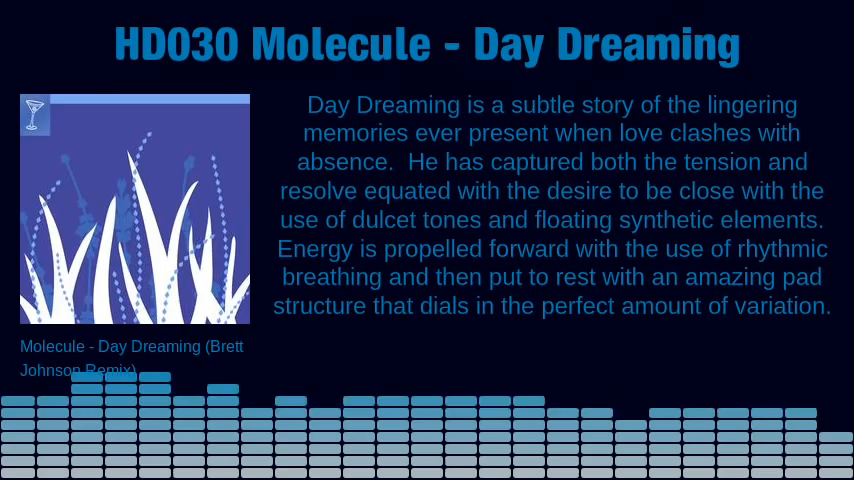 HD030 Molecule - Day Dreaming
Day Dreaming is a subtle story of the lingering
memories ever present when love clashes with
absence.  He has captured both the tension and
resolve equated with the desire to be close with the
use of dulcet tones and floating synthetic elements.
Energy is propelled forward with the use of rhythmic
breathing and then put to rest with an amazing pad
structure that dials in the perfect amount of variation.
Molecule - Day Dreaming (Brett
Johnson Remix)